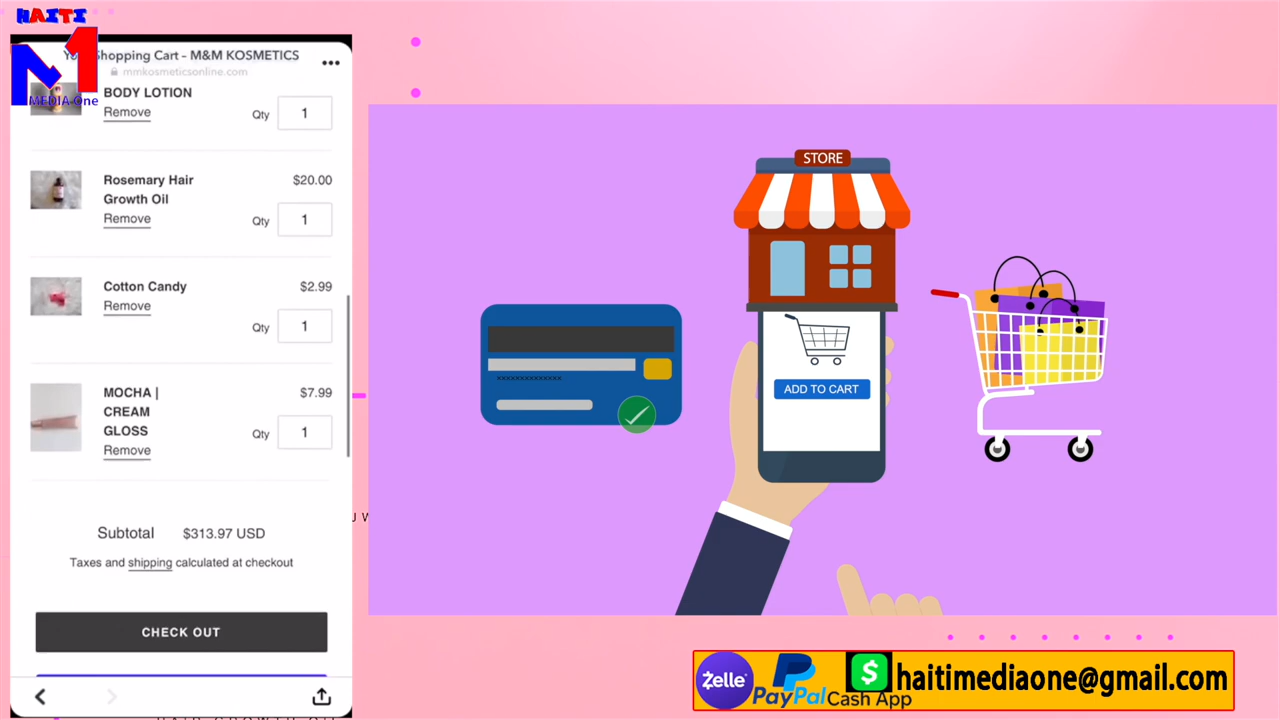 HAITI
M1
MEDIA One
Shopping Cart – M&M KOSMETICS
mmkosmeticsonline.com
BODY LOTION
Remove
Qty 1
Rosemary Hair $20.00
Growth Oil
Remove
Qty 1
Cotton Candy $2.99
Remove
Qty 1
MOCHA | $7.99
CREAM
GLOSS
Remove
Qty 1
Subtotal $313.97 USD
Taxes and shipping calculated at checkout
CHECK OUT
STORE
ADD TO CART
xxxxxxxxxxxxxxxx
Zelle PayPal Cash App haitimediaone@gmail.com